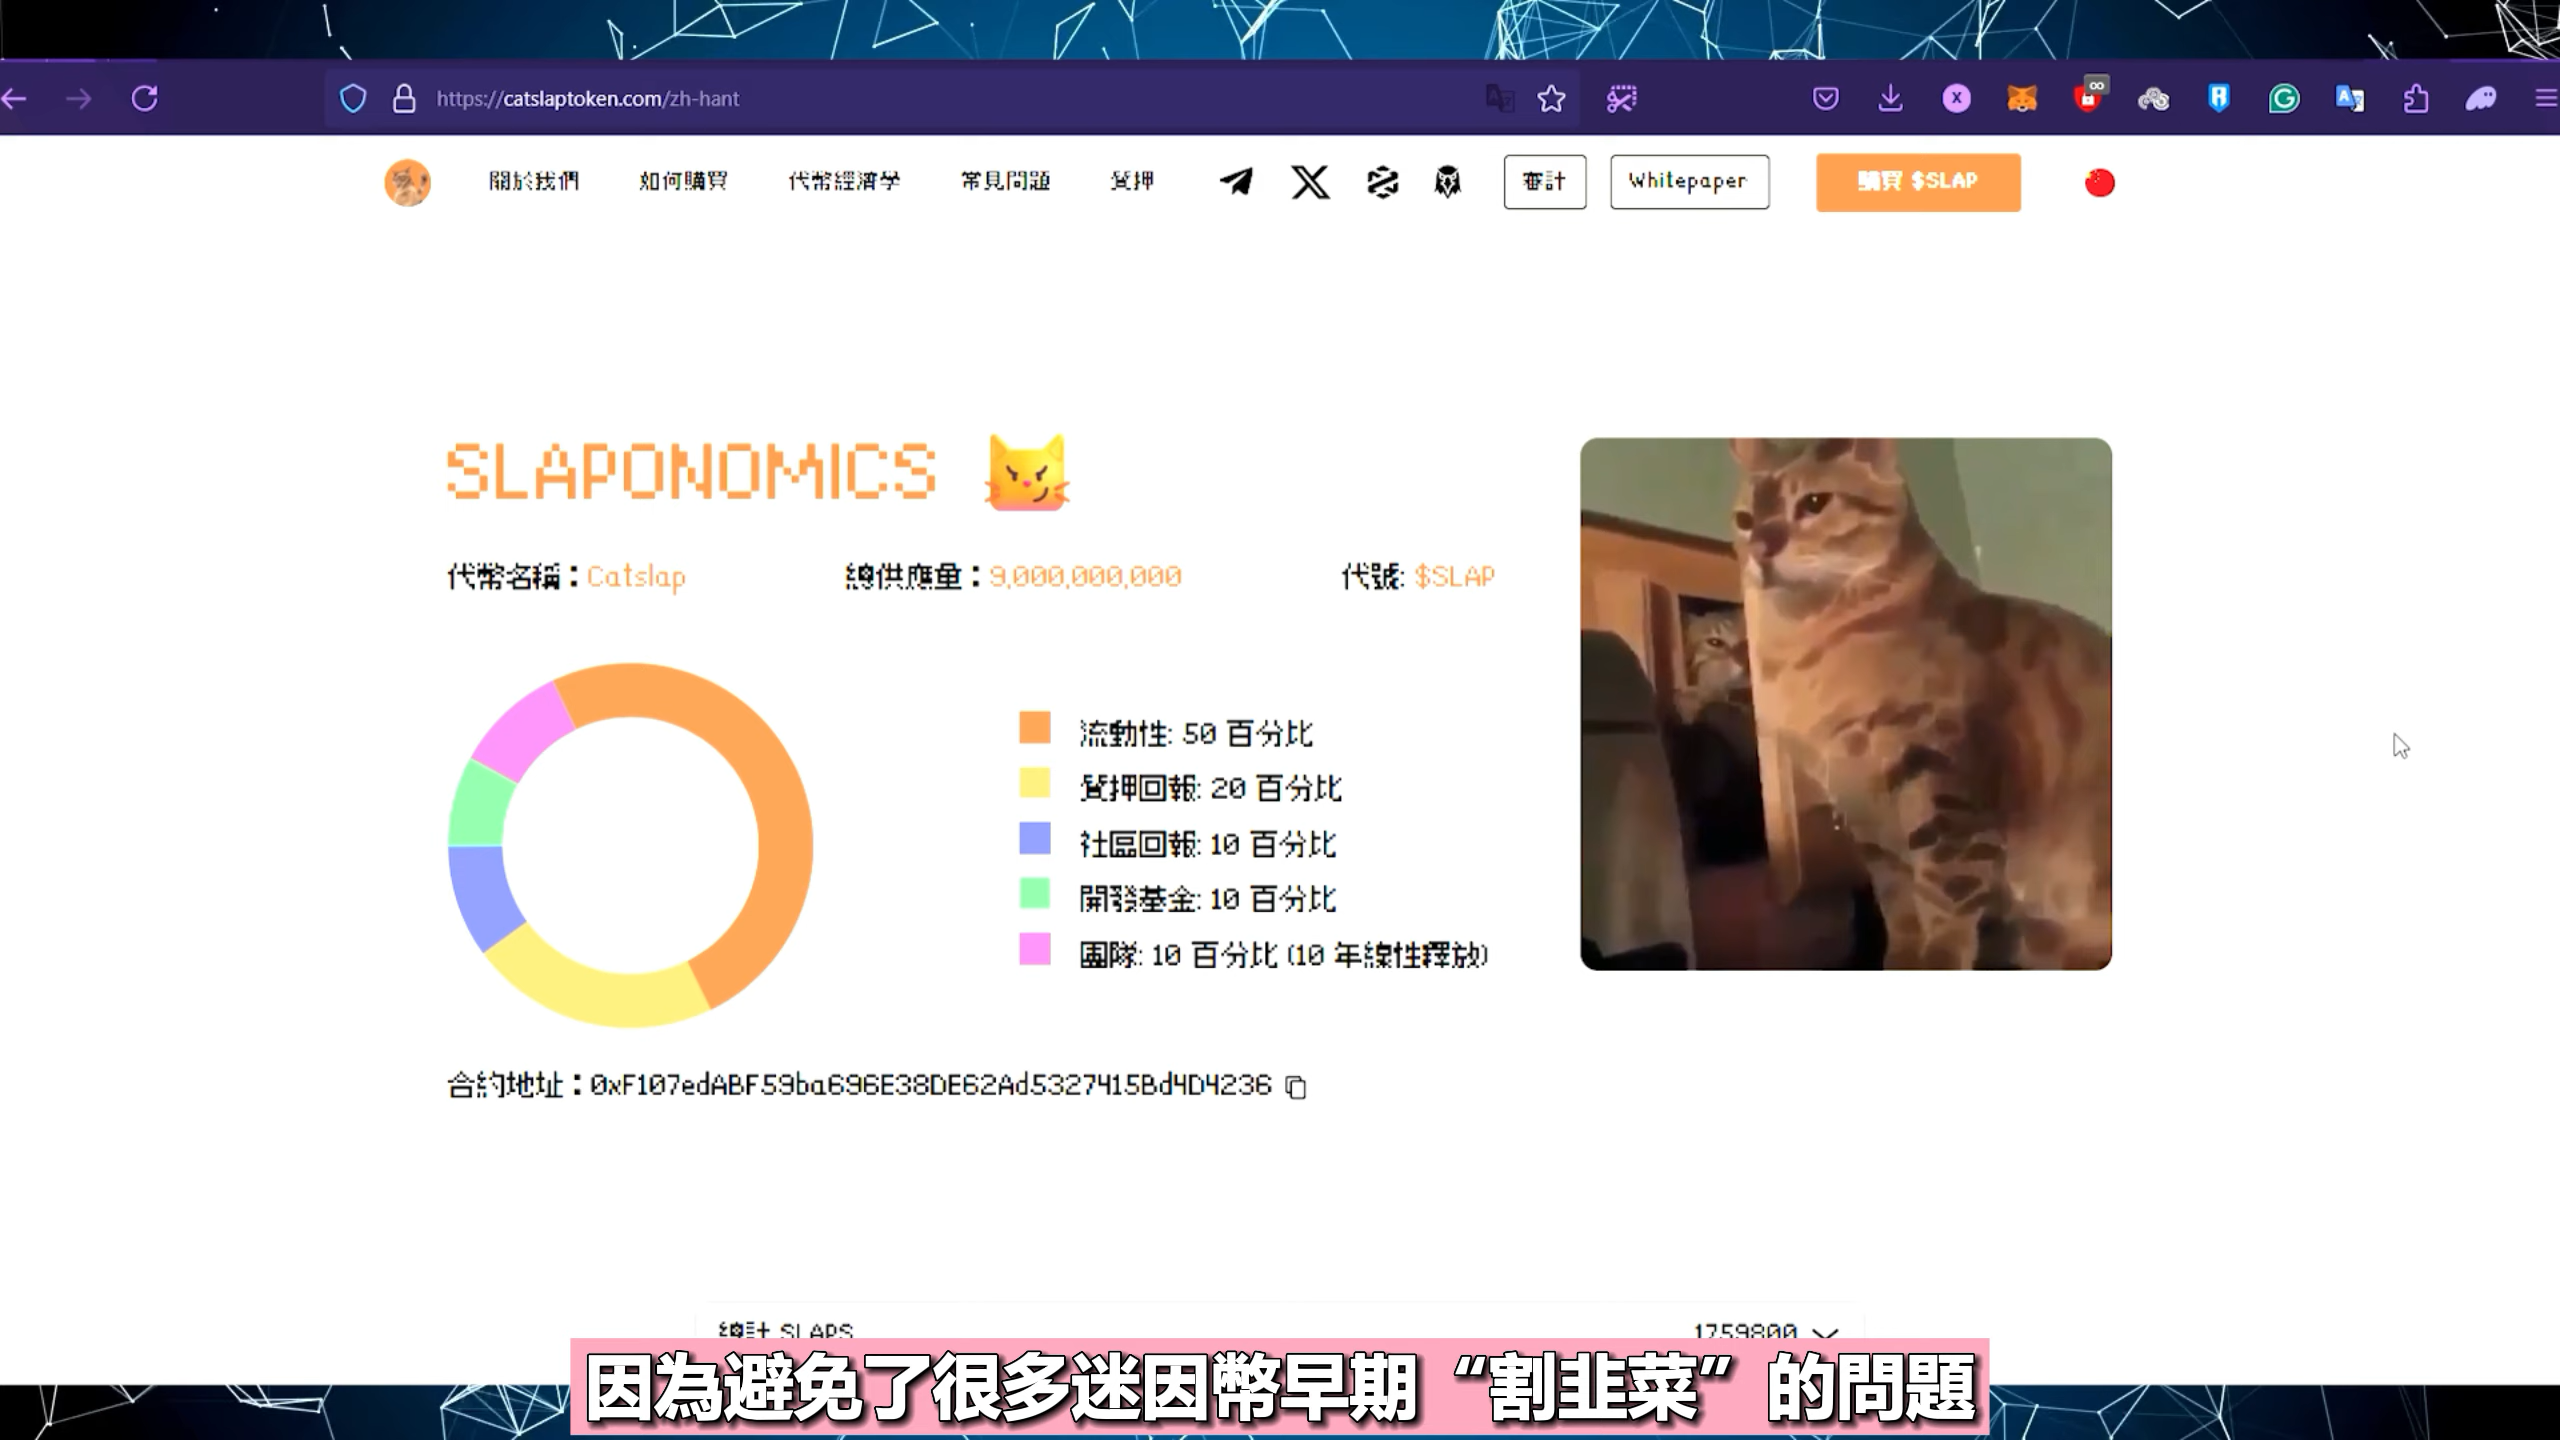 https://catslaptoken.com/zh-hant
關於我們 如何購買 代幣經濟学 常見問題 質押 審計 Whitepaper 購買 $SLAP
SLAPONOMICS
代幣名稱：Catslap 總供應量：9,000,000,000 代號: $SLAP
流動性: 50 百分比
質押回報: 20 百分比
社區回報: 10 百分比
開發基金: 10 百分比
團隊: 10 百分比 (10 年線性釋放)
合約地址：0xF107edABF59ba696E38DE62Ad5327415Bd4D4236
總計 SLAPS 1759800
因為避免了很多迷因幣早期“割韭菜”的問題